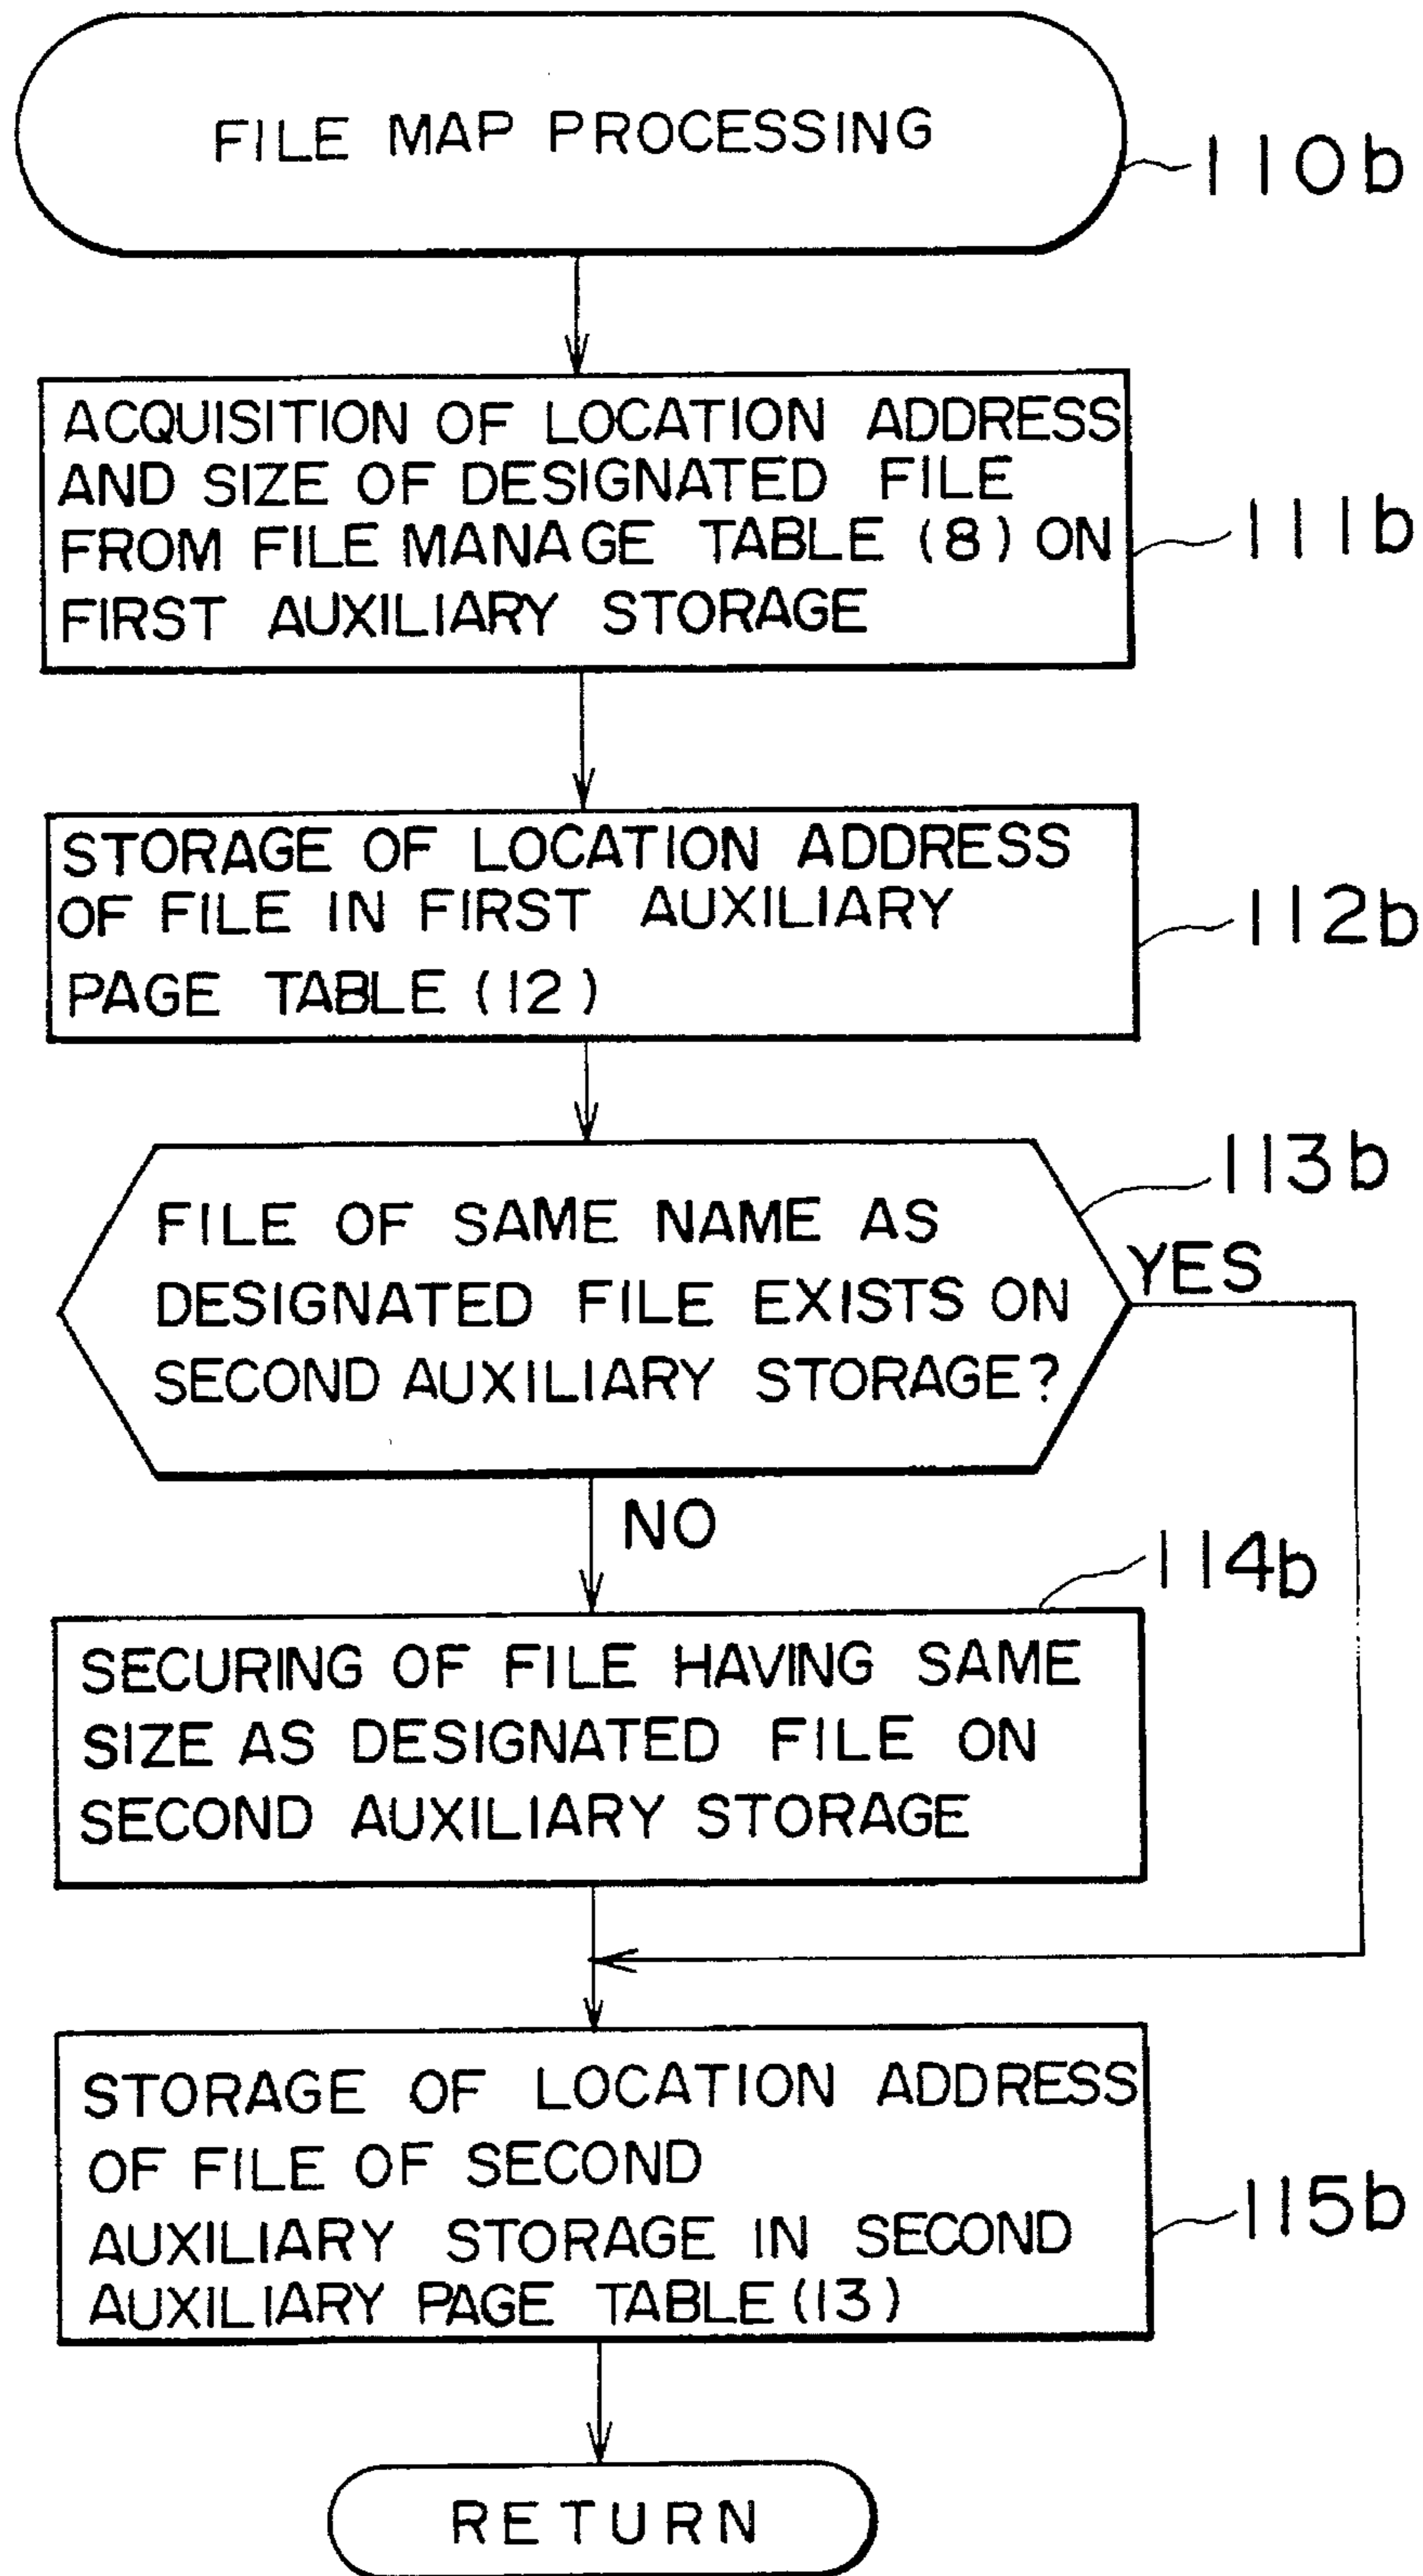 FILE MAP PROCESSING
110b
ACQUISITION OF LOCATION ADDRESS
AND SIZE OF DESIGNATED FILE
FROM FILE MANAGE TABLE (8) ON
FIRST AUXILIARY STORAGE
111b
STORAGE OF LOCATION ADDRESS
OF FILE IN FIRST AUXILIARY
PAGE TABLE (12)
112b
FILE OF SAME NAME AS
DESIGNATED FILE EXISTS ON
SECOND AUXILIARY STORAGE?
113b
YES
NO
114b
SECURING OF FILE HAVING SAME
SIZE AS DESIGNATED FILE ON
SECOND AUXILIARY STORAGE
STORAGE OF LOCATION ADDRESS
OF FILE OF SECOND
AUXILIARY STORAGE IN SECOND
AUXILIARY PAGE TABLE (13)
115b
RETURN